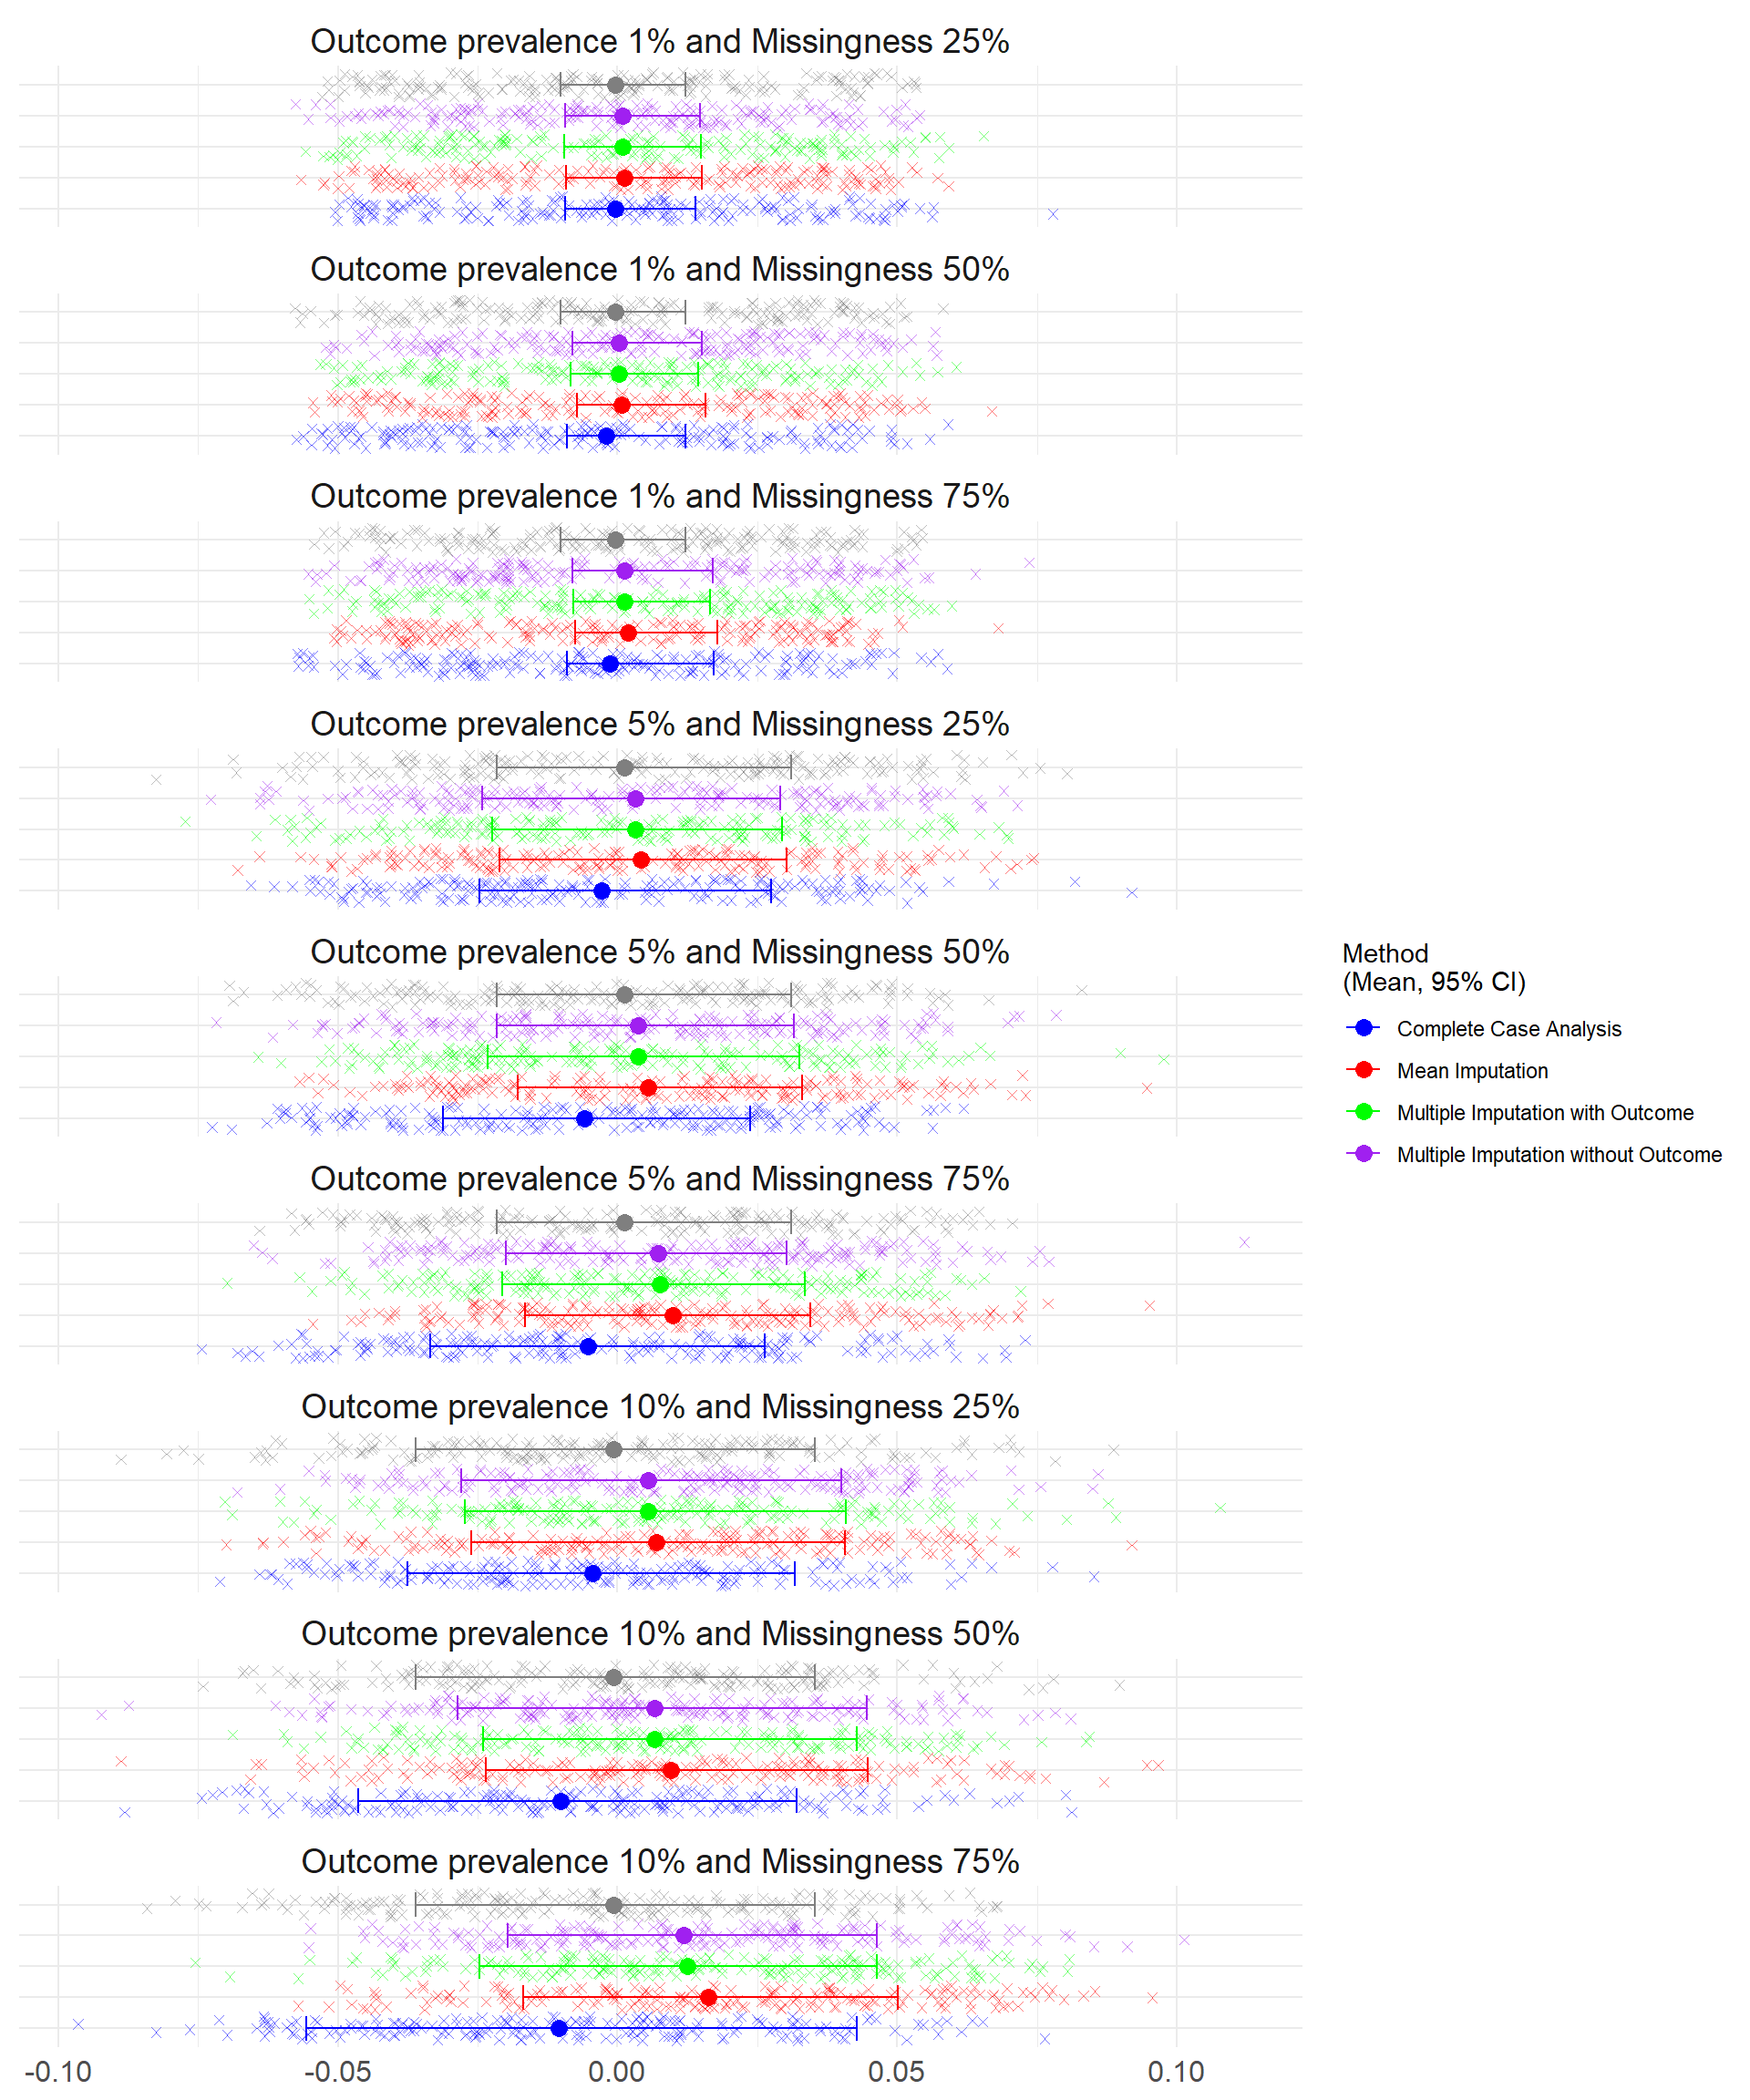 Outcome prevalence 1% and Missingness 25%
Outcome prevalence 1% and Missingness 50%
Outcome prevalence 1% and Missingness 75%
Outcome prevalence 5% and Missingness 25%
Outcome prevalence 5% and Missingness 50%
Outcome prevalence 5% and Missingness 75%
Outcome prevalence 10% and Missingness 25%
Outcome prevalence 10% and Missingness 50%
Outcome prevalence 10% and Missingness 75%
-0.10 -0.05 0.00 0.05 0.10
Method
(Mean, 95% CI)
Complete Case Analysis
Mean Imputation
Multiple Imputation with Outcome
Multiple Imputation without Outcome